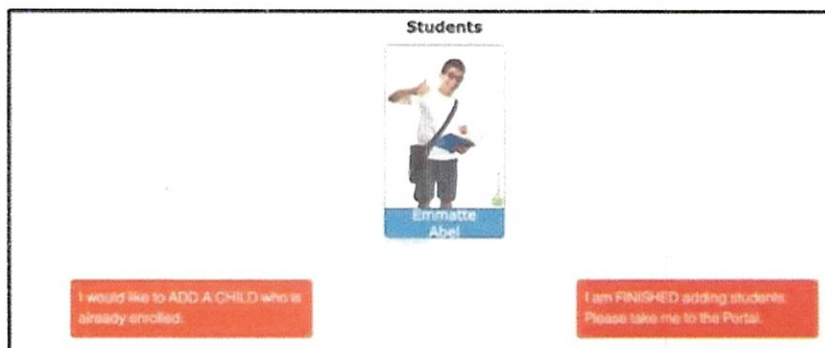 Students
Emmatte
Abel
I would like to ADD A CHILD who is
already enrolled.
I am FINISHED adding students.
Please take me to the Portal.